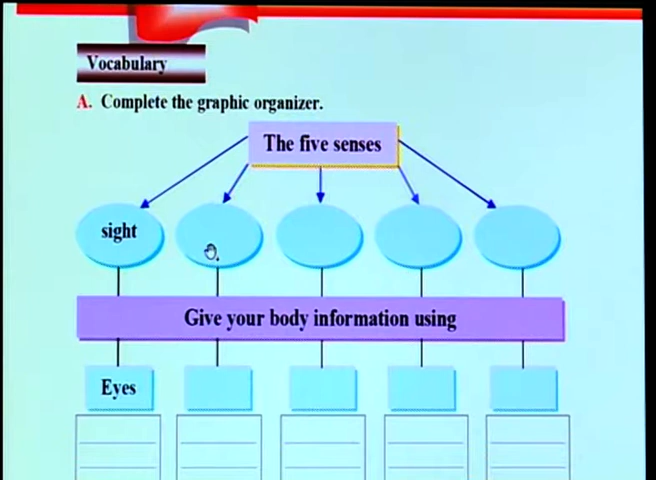 Vocabulary
A. Complete the graphic organizer.
The five senses
sight
Give your body information using
Eyes